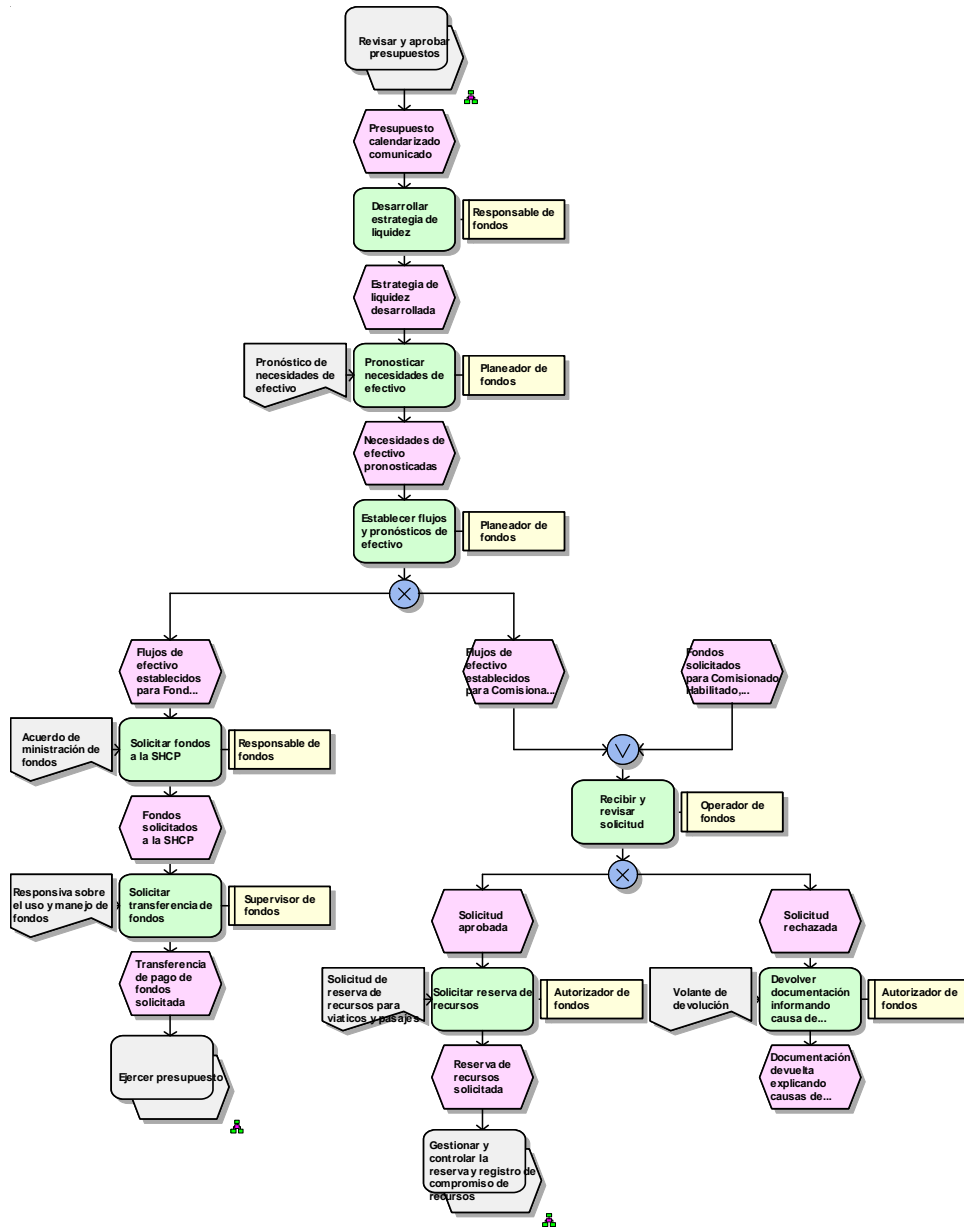 Revisar y aprobar
presupuestos
Presupuesto
calendarizado
comunicado
Desarrollar
estrategia de
liquidez
Responsable de
fondos
Estrategia de
liquidez
desarrollada
Pronóstico de
necesidades de
efectivo
Pronosticar
necesidades de
efectivo
Planeador de
fondos
Necesidades de
efectivo
pronosticadas
Establecer flujos
y pronósticos de
efectivo
Planeador de
fondos
Flujos de
efectivo
establecidos
para Fond...
Flujos de
efectivo
establecidos
para Comisiona...
Fondos
solicitados
para Comisionado
Habilitado,...
Acuerdo de
ministración de
fondos
Solicitar fondos
a la SHCP
Responsable de
fondos
Recibir y
revisar
solicitud
Operador de
fondos
Fondos
solicitados
a la SHCP
Responsiva sobre
el uso y manejo de
fondos
Solicitar
transferencia de
fondos
Supervisor de
fondos
Solicitud
aprobada
Solicitud
rechazada
Transferencia
de pago de
fondos
solicitada
Solicitud de
reserva de
recursos para
viaticos y pasajes
Solicitar reserva de
recursos
Autorizador de
fondos
Volante de
devolución
Devolver
documentación
informando
causa de...
Autorizador de
fondos
Ejercer presupuesto
Reserva de
recursos
solicitada
Documentación
devuelta
explicando
causas de...
Gestionar y
controlar la
reserva y registro de
compromiso de
recursos